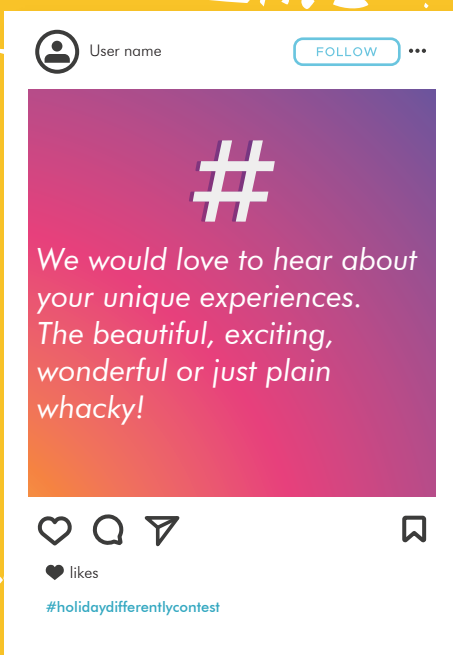 User name
FOLLOW
#
We would love to hear about
your unique experiences.
The beautiful, exciting,
wonderful or just plain
whacky!
likes
#holidaydifferentlycontest